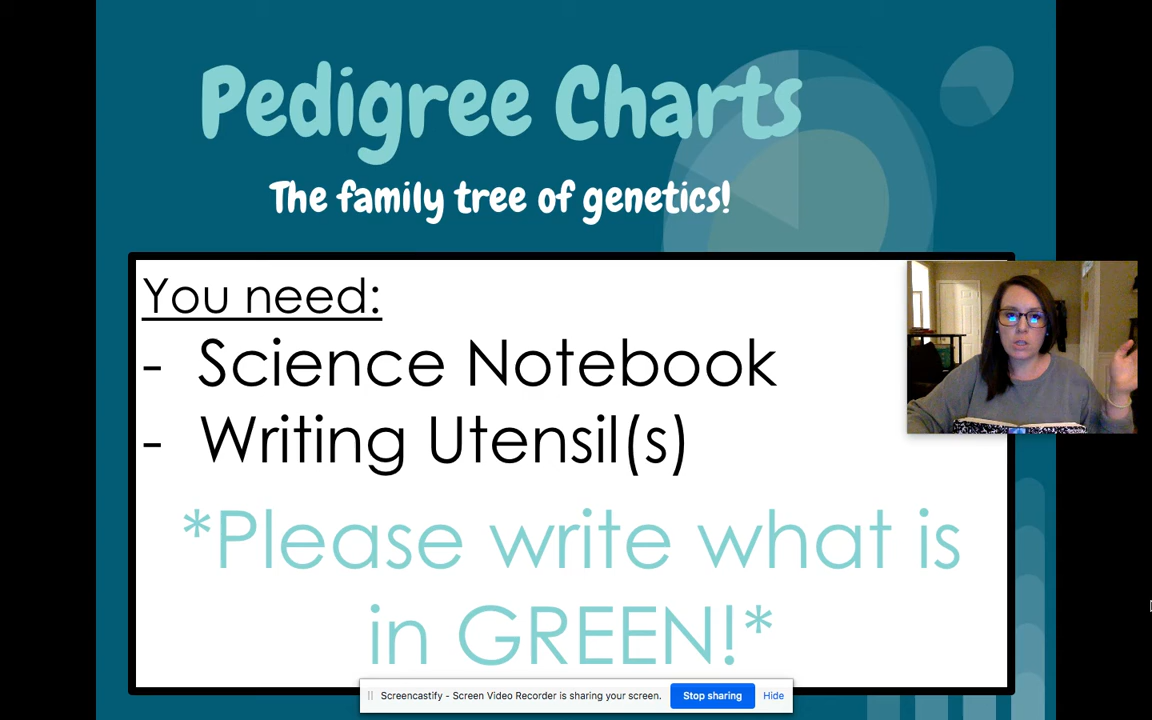 Pedigree Charts
The family tree of genetics!
You need:
- Science Notebook
- Writing Utensil(s)
*Please write what is
in GREEN!*
Screencastify - Screen Video Recorder is sharing your screen. Stop sharing Hide